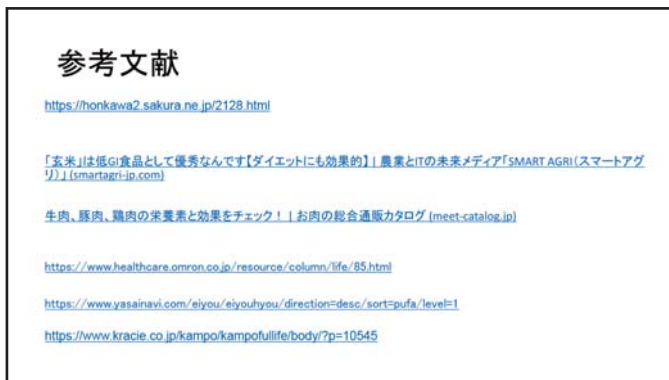 参考文献
https://honkawa2.sakura.ne.jp/2128.html
「玄米」は低GI食品として優秀なんです【ダイエットにも効果的】 | 農業とITの未来メディア「SMART AGRI（スマートアグ
リ）」 (smartagri-jp.com)
牛肉、豚肉、鶏肉の栄養素と効果をチェック！ | お肉の総合通販カタログ (meet-catalog.jp)
https://www.healthcare.omron.co.jp/resource/column/life/85.html
https://www.yasainavi.com/eiyou/eiyouhyou/direction=desc/sort=pufa/level=1
https://www.kracie.co.jp/kampo/kampofullife/body/?p=10545